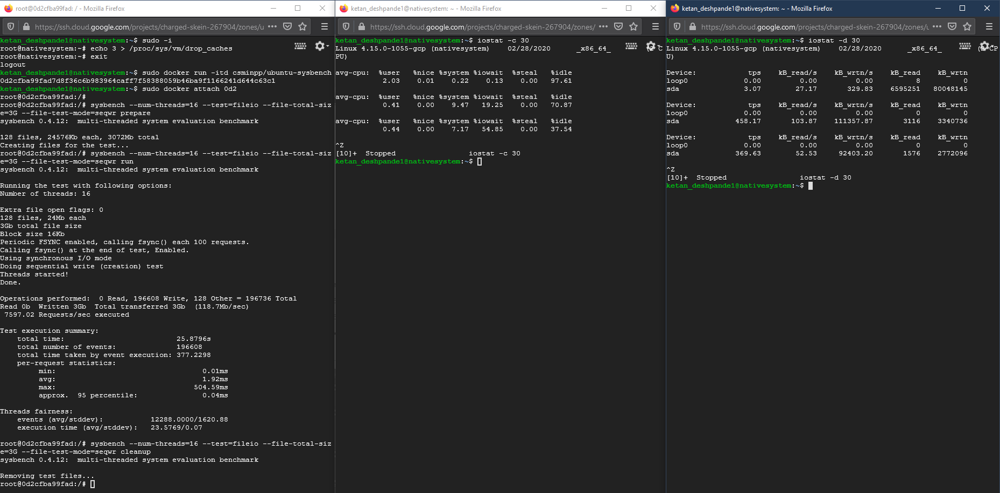 root@0d2cfba99fad: / - Mozilla Firefox
https://ssh.cloud.google.com/projects/charged-skein-267904/zones/u
ketan_deshpande1@nativesystem:~$ sudo -i
root@nativesystem:~# echo 3 > /proc/sys/vm/drop_caches
root@nativesystem:~# exit
logout
ketan_deshpande1@nativesystem:~$ sudo docker run -itd csminpp/ubuntu-sysbench
0d2cfba99fad7d8f36c6b983964caff7f58388059b46ba9f1166241d644c63c1
ketan_deshpande1@nativesystem:~$ sudo docker attach 0d2
root@0d2cfba99fad:/#
root@0d2cfba99fad:/# sysbench --num-threads=16 --test=fileio --file-total-siz
e=3G --file-test-mode=seqwr prepare
sysbench 0.4.12:  multi-threaded system evaluation benchmark
128 files, 24576Kb each, 3072Mb total
Creating files for the test...
root@0d2cfba99fad:/# sysbench --num-threads=16 --test=fileio --file-total-siz
e=3G --file-test-mode=seqwr run
sysbench 0.4.12:  multi-threaded system evaluation benchmark
Running the test with following options:
Number of threads: 16
Extra file open flags: 0
128 files, 24Mb each
3Gb total file size
Block size 16Kb
Periodic FSYNC enabled, calling fsync() each 100 requests.
Calling fsync() at the end of test, Enabled.
Using synchronous I/O mode
Doing sequential write (creation) test
Threads started!
Done.
Operations performed:  0 Read, 196608 Write, 128 Other = 196736 Total
Read 0b  Written 3Gb  Total transferred 3Gb  (118.7Mb/sec)
 7597.02 Requests/sec executed
Test execution summary:
total time: 25.8796s
total number of events: 196608
total time taken by event execution: 377.2298
per-request statistics:
min: 0.01ms
avg: 1.92ms
max: 504.59ms
approx.  95 percentile: 0.04ms
Threads fairness:
events (avg/stddev): 12288.0000/1620.88
execution time (avg/stddev): 23.5769/0.07
root@0d2cfba99fad:/# sysbench --num-threads=16 --test=fileio --file-total-siz
e=3G --file-test-mode=seqwr cleanup
sysbench 0.4.12:  multi-threaded system evaluation benchmark
Removing test files...
root@0d2cfba99fad:/#
ketan_deshpande1@nativesystem: ~ - Mozilla Firefox
https://ssh.cloud.google.com/projects/charged-skein-267904/zones/
ketan_deshpande1@nativesystem:~$ iostat -c 30
Linux 4.15.0-1055-gcp (nativesystem) 02/28/2020 _x86_64_ (2 C
PU)
avg-cpu:  %user %nice %system %iowait %steal %idle
2.03 0.01 0.22 0.13 0.00 97.61
avg-cpu:  %user %nice %system %iowait %steal %idle
0.41 0.00 9.47 19.25 0.00 70.87
avg-cpu:  %user %nice %system %iowait %steal %idle
0.44 0.00 7.17 54.85 0.00 37.54
^Z
[10]+  Stopped iostat -c 30
ketan_deshpande1@nativesystem:~$
ketan_deshpande1@nativesystem: ~ - Mozilla Firefox
https://ssh.cloud.google.com/projects/charged-skein-267904/zones/u
ketan_deshpande1@nativesystem:~$ iostat -d 30
Linux 4.15.0-1055-gcp (nativesystem) 02/28/2020 _x86_64_ (2 CP
U)
Device: tps kB_read/s kB_wrtn/s kB_read kB_wrtn
loop0 0.00 0.00 0.00 8 0
sda 3.07 27.17 329.83 6595251 80048145
Device: tps kB_read/s kB_wrtn/s kB_read kB_wrtn
loop0 0.00 0.00 0.00 0 0
sda 458.17 103.87 111357.87 3116 3340736
Device: tps kB_read/s kB_wrtn/s kB_read kB_wrtn
loop0 0.00 0.00 0.00 0 0
sda 369.63 52.53 92403.20 1576 2772096
^Z
[10]+  Stopped iostat -d 30
ketan_deshpande1@nativesystem:~$